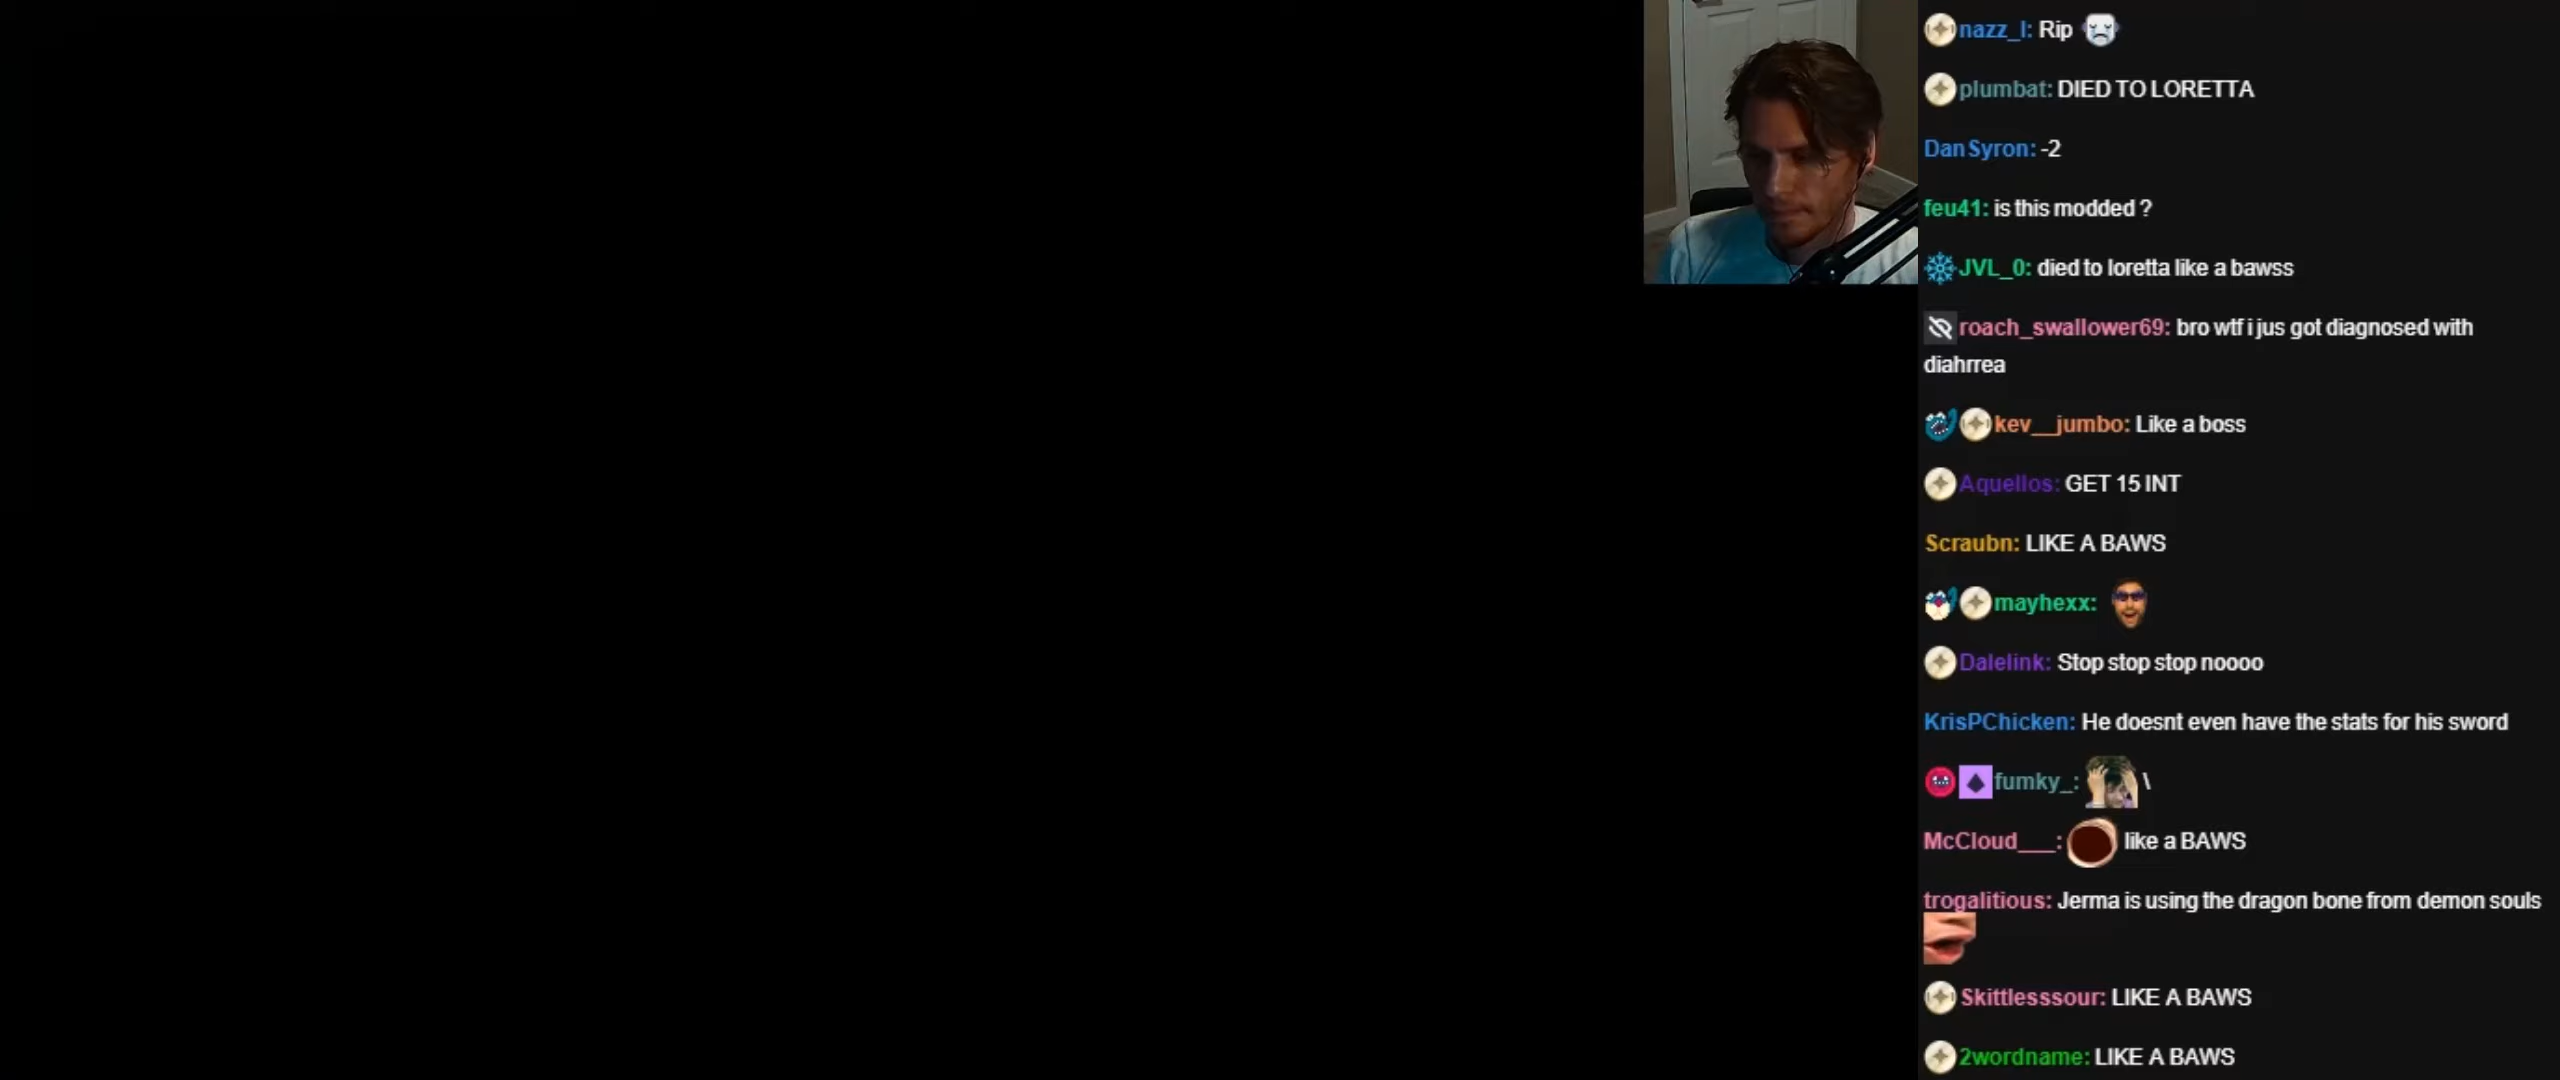 nazz_l: Rip
plumbat: DIED TO LORETTA
DanSyron: -2
feu41: is this modded ?
JVL_0: died to loretta like a bawss
roach_swallower69: bro wtf i jus got diagnosed with
diahrrea
kev__jumbo: Like a boss
Aquellos: GET 15 INT
Scraubn: LIKE A BAWS
mayhexx:
Dalelink: Stop stop stop noooo
KrisPChicken: He doesnt even have the stats for his sword
fumky_: \
McCloud___: like a BAWS
trogalitious: Jerma is using the dragon bone from demon souls
Skittlesssour: LIKE A BAWS
2wordname: LIKE A BAWS